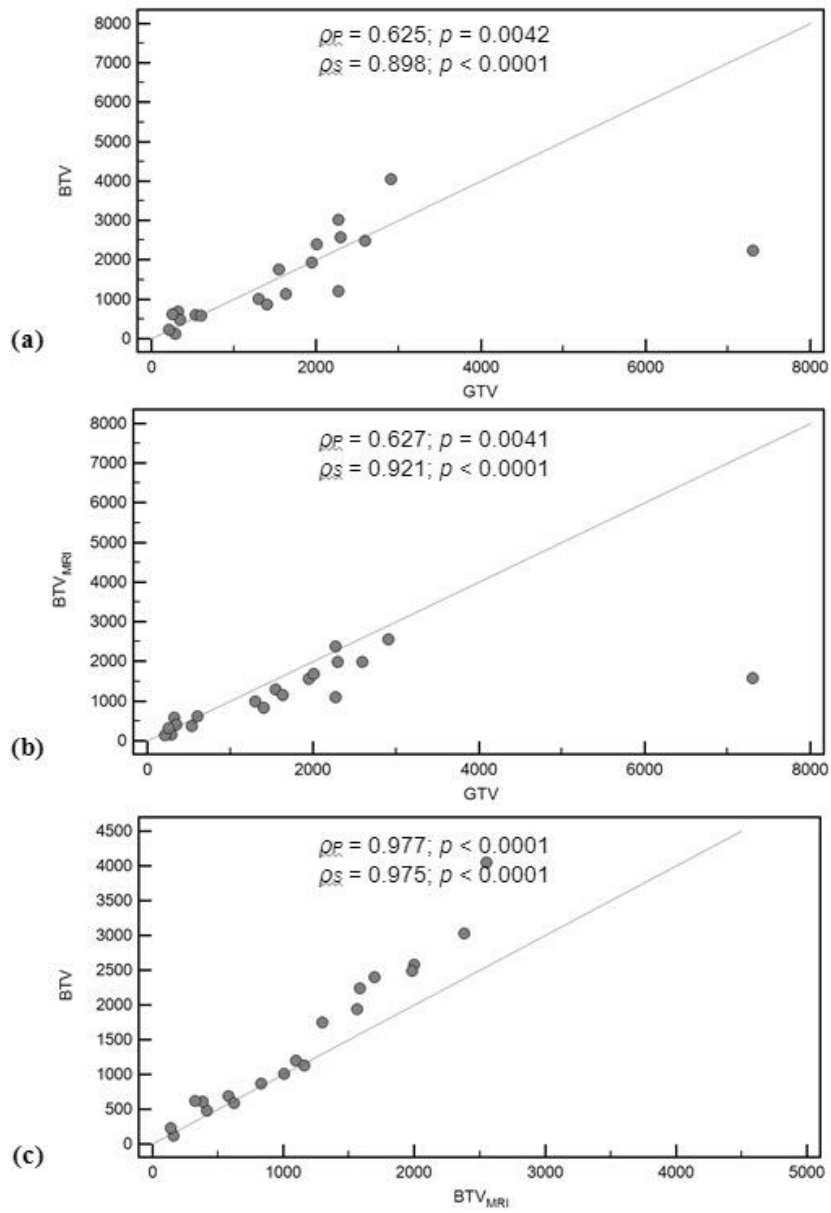 ρP = 0.625; p = 0.0042
ρS = 0.898; p < 0.0001
8000
7000
6000
5000
4000
3000
2000
1000
0
BTV
0 2000 4000 6000 8000
GTV
(a)
ρP = 0.627; p = 0.0041
ρS = 0.921; p < 0.0001
8000
7000
6000
5000
4000
3000
2000
1000
0
BTVMRI
0 2000 4000 6000 8000
GTV
(b)
ρP = 0.977; p < 0.0001
ρS = 0.975; p < 0.0001
4500
4000
3500
3000
2500
2000
1500
1000
500
0
BTV
0 1000 2000 3000 4000 5000
BTVMRI
(c)